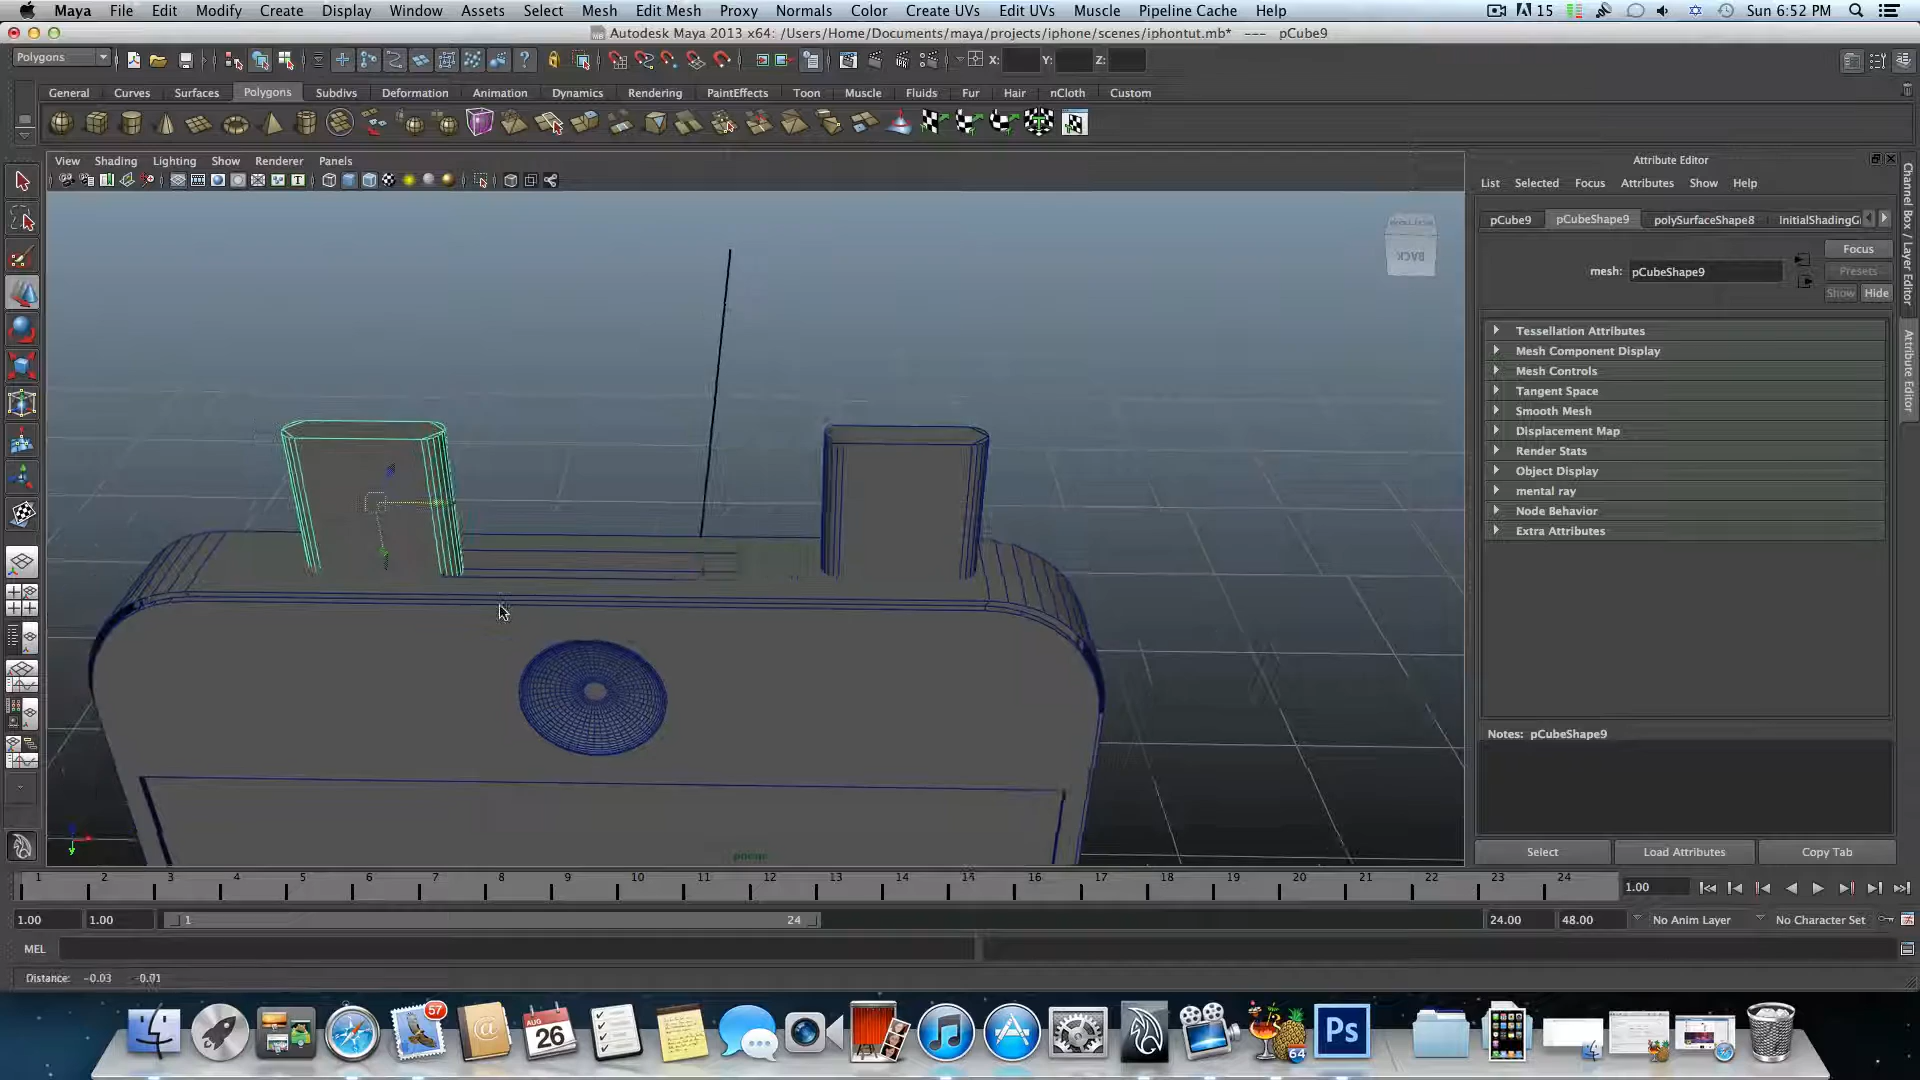 Maya File Edit Modify Create Display Window Assets Select Mesh Edit Mesh Proxy Normals Color Create UVs Edit UVs Muscle Pipeline Cache Help 15 Sun 6:52 PM
Autodesk Maya 2013 x64: /Users/Home/Documents/maya/projects/iphone/scenes/iphontut.mb* --- pCube9
Polygons X: Y: Z:
General Curves Surfaces Polygons Subdivs Deformation Animation Dynamics Rendering PaintEffects Toon Muscle Fluids Fur Hair nCloth Custom
View Shading Lighting Show Renderer Panels
Attribute Editor
List Selected Focus Attributes Show Help
pCube9 pCubeShape9 polySurfaceShape8 initialShadingG
Focus
mesh: pCubeShape9
Presets
Show Hide
Tessellation Attributes
Mesh Component Display
Mesh Controls
Tangent Space
Smooth Mesh
Displacement Map
Render Stats
Object Display
mental ray
Node Behavior
Extra Attributes
Notes: pCubeShape9
Select Load Attributes Copy Tab
Channel Box / Layer Editor
Attribute Editor
BACK
1 2 3 4 5 6 7 8 9 10 11 12 13 14 15 16 17 18 19 20 21 22 23 24 1.00
1.00 1.00 1 24 24.00 48.00 No Anim Layer No Character Set
MEL
Distance: -0.03 -0.01
57
AUG
26
64
Ps